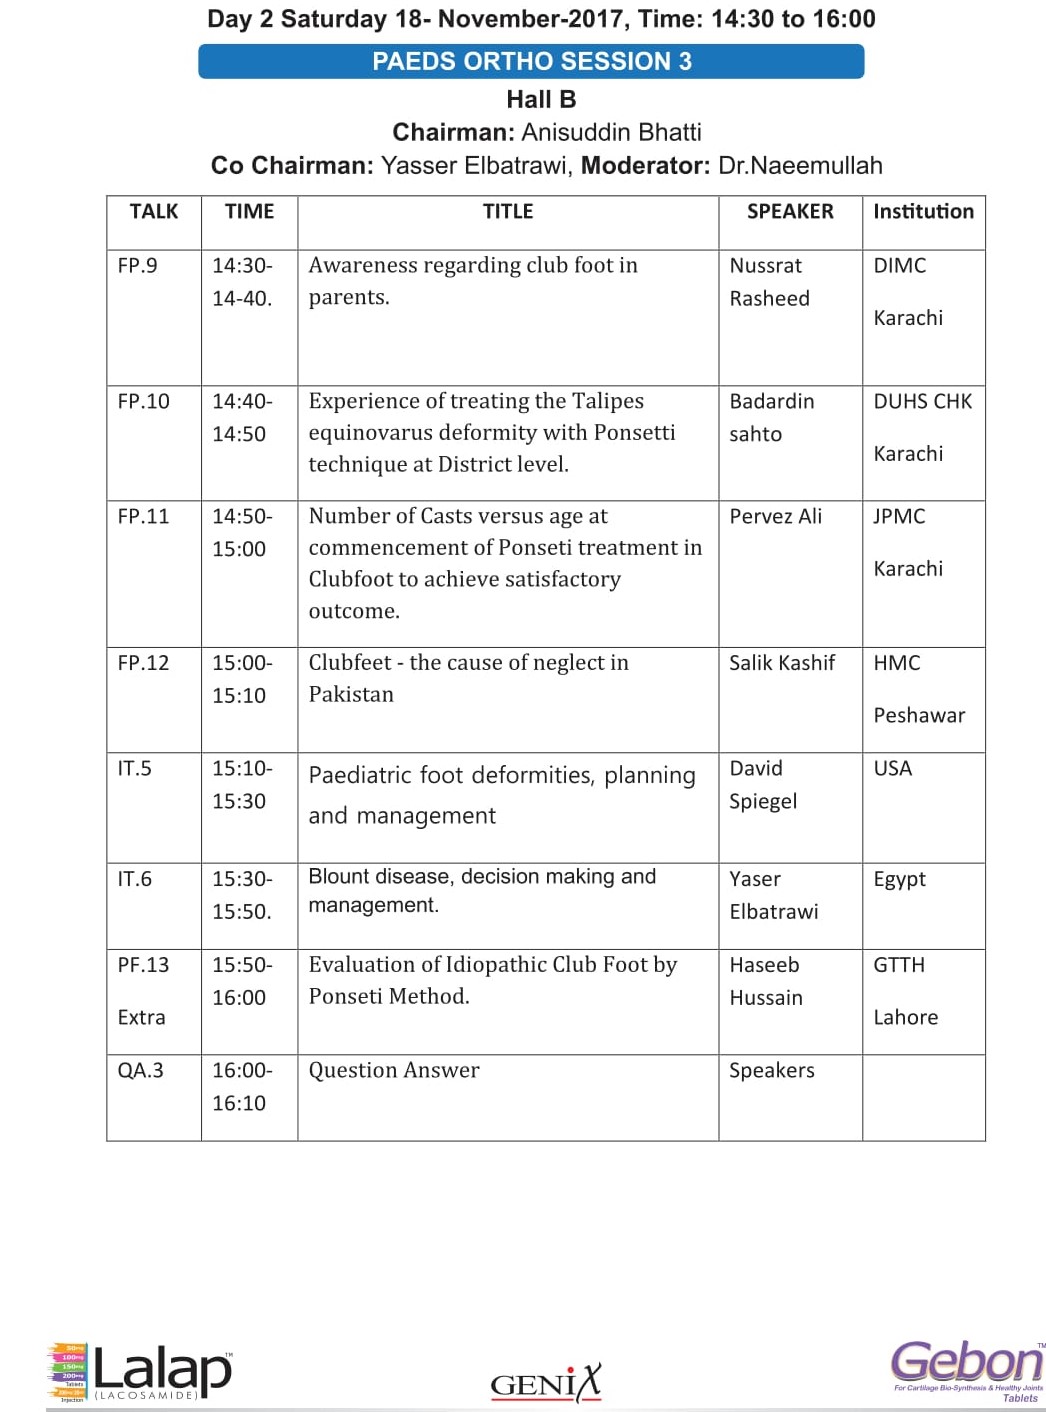 Day 2 Saturday 18- November-2017, Time: 14:30 to 16:00
PAEDS ORTHO SESSION 3
Hall B
Chairman: Anisuddin Bhatti
Co Chairman: Yasser Elbatrawi, Moderator: Dr.Naeemullah
TALK TIME TITLE SPEAKER Institution
FP.9 14:30- Awareness regarding club foot in Nussrat DIMC
14-40. parents. Rasheed
Karachi
FP.10 14:40- Experience of treating the Talipes Badardin DUHS CHK
14:50 equinovarus deformity with Ponsetti sahto
Karachi
technique at District level.
FP.11 14:50- Number of Casts versus age at Pervez Ali JPMC
15:00 commencement of Ponseti treatment in
Karachi
Clubfoot to achieve satisfactory
outcome.
FP.12 15:00- Clubfeet - the cause of neglect in Salik Kashif HMC
15:10 Pakistan
Peshawar
IT.5 15:10- Paediatric foot deformities, planning David USA
15:30 and management Spiegel
IT.6 15:30- Blount disease, decision making and Yaser Egypt
15:50. management. Elbatrawi
PF.13 15:50- Evaluation of Idiopathic Club Foot by Haseeb GTTH
16:00 Ponseti Method. Hussain
Extra Lahore
QA.3 16:00- Question Answer Speakers
16:10
50mg
100mg
150mg
200mg
Tablets
Injection
Lalap™
(LACOSAMIDE)
GENIX
Gebon™
For Cartilage Bio-Synthesis & Healthy Joints
Tablets